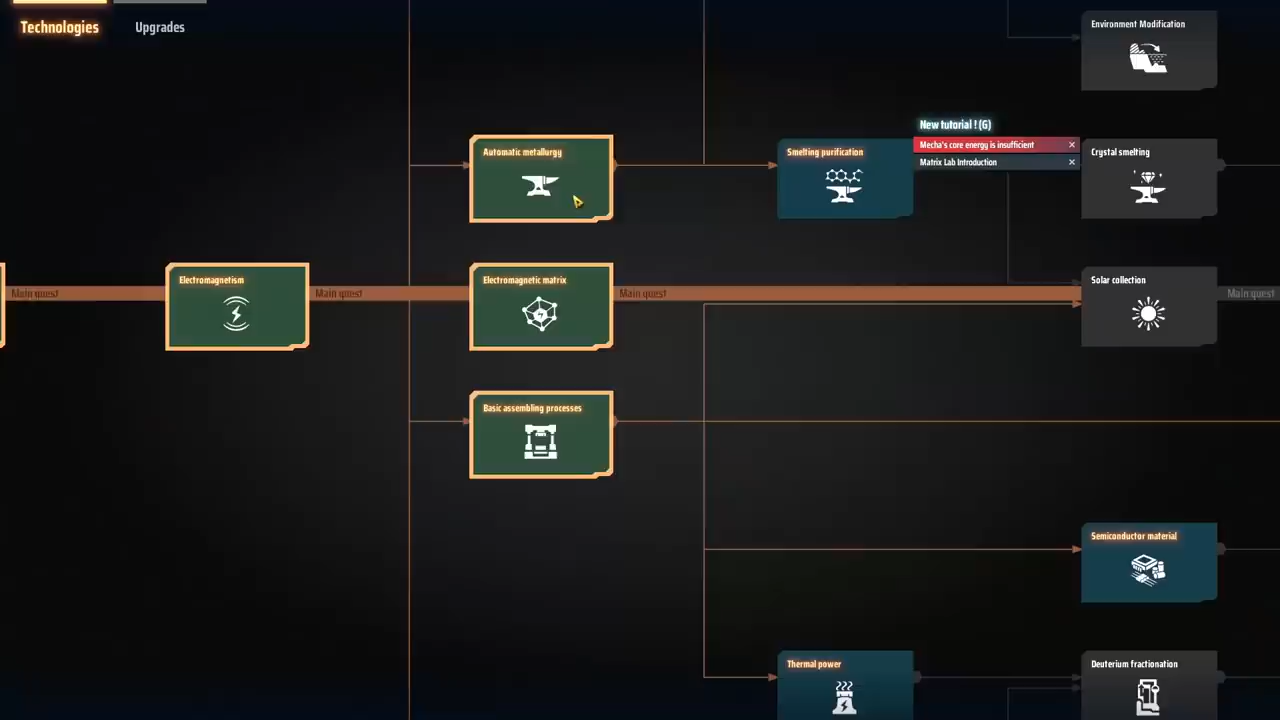 Technologies
Upgrades
Environment Modification
New tutorial ! (G)
Mecha's core energy is insufficient
Matrix Lab Introduction
Automatic metallurgy
Smelting purification
Crystal smelting
Electromagnetism
Electromagnetic matrix
Solar collection
Main quest
Main quest
Main quest
Main quest
Basic assembling processes
Semiconductor material
Thermal power
Deuterium fractionation